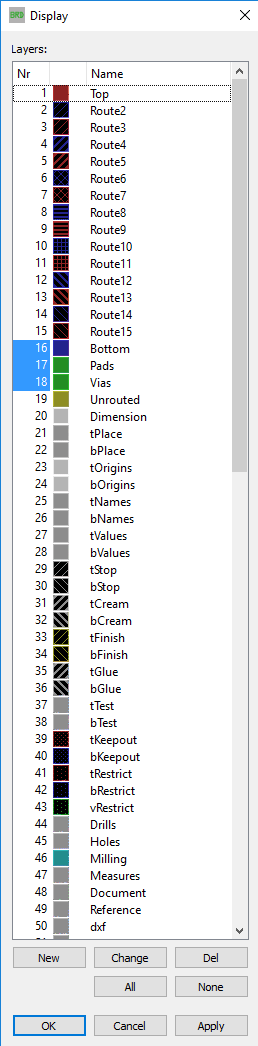 BRD Display
Layers:
Nr Name
1 Top
2 Route2
3 Route3
4 Route4
5 Route5
6 Route6
7 Route7
8 Route8
9 Route9
10 Route10
11 Route11
12 Route12
13 Route13
14 Route14
15 Route15
16 Bottom
17 Pads
18 Vias
19 Unrouted
20 Dimension
21 tPlace
22 bPlace
23 tOrigins
24 bOrigins
25 tNames
26 bNames
27 tValues
28 bValues
29 tStop
30 bStop
31 tCream
32 bCream
33 tFinish
34 bFinish
35 tGlue
36 bGlue
37 tTest
38 bTest
39 tKeepout
40 bKeepout
41 tRestrict
42 bRestrict
43 vRestrict
44 Drills
45 Holes
46 Milling
47 Measures
48 Document
49 Reference
50 dxf
New Change Del
All None
OK Cancel Apply